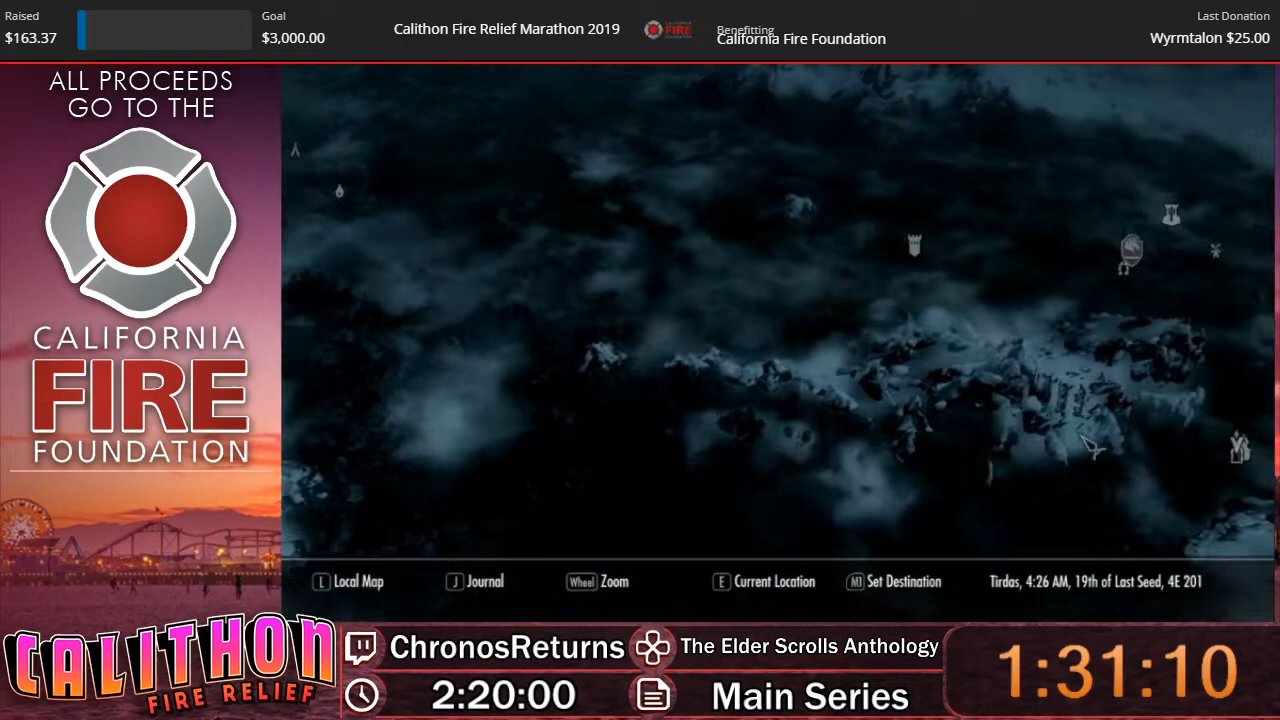 Raised
$163.37
Goal
$3,000.00
Calithon Fire Relief Marathon 2019
Benefitting
California Fire Foundation
Last Donation
Wyrmtalon $25.00
ALL PROCEEDS
GO TO THE
CALIFORNIA
FIRE
FOUNDATION
L Local Map
J Journal
Wheel Zoom
E Current Location
M1 Set Destination
Tirdas, 4:26 AM, 19th of Last Seed, 4E 201
CALITHON
FIRE RELIEF
ChronosReturns
The Elder Scrolls Anthology
2:20:00
Main Series
1:31:10